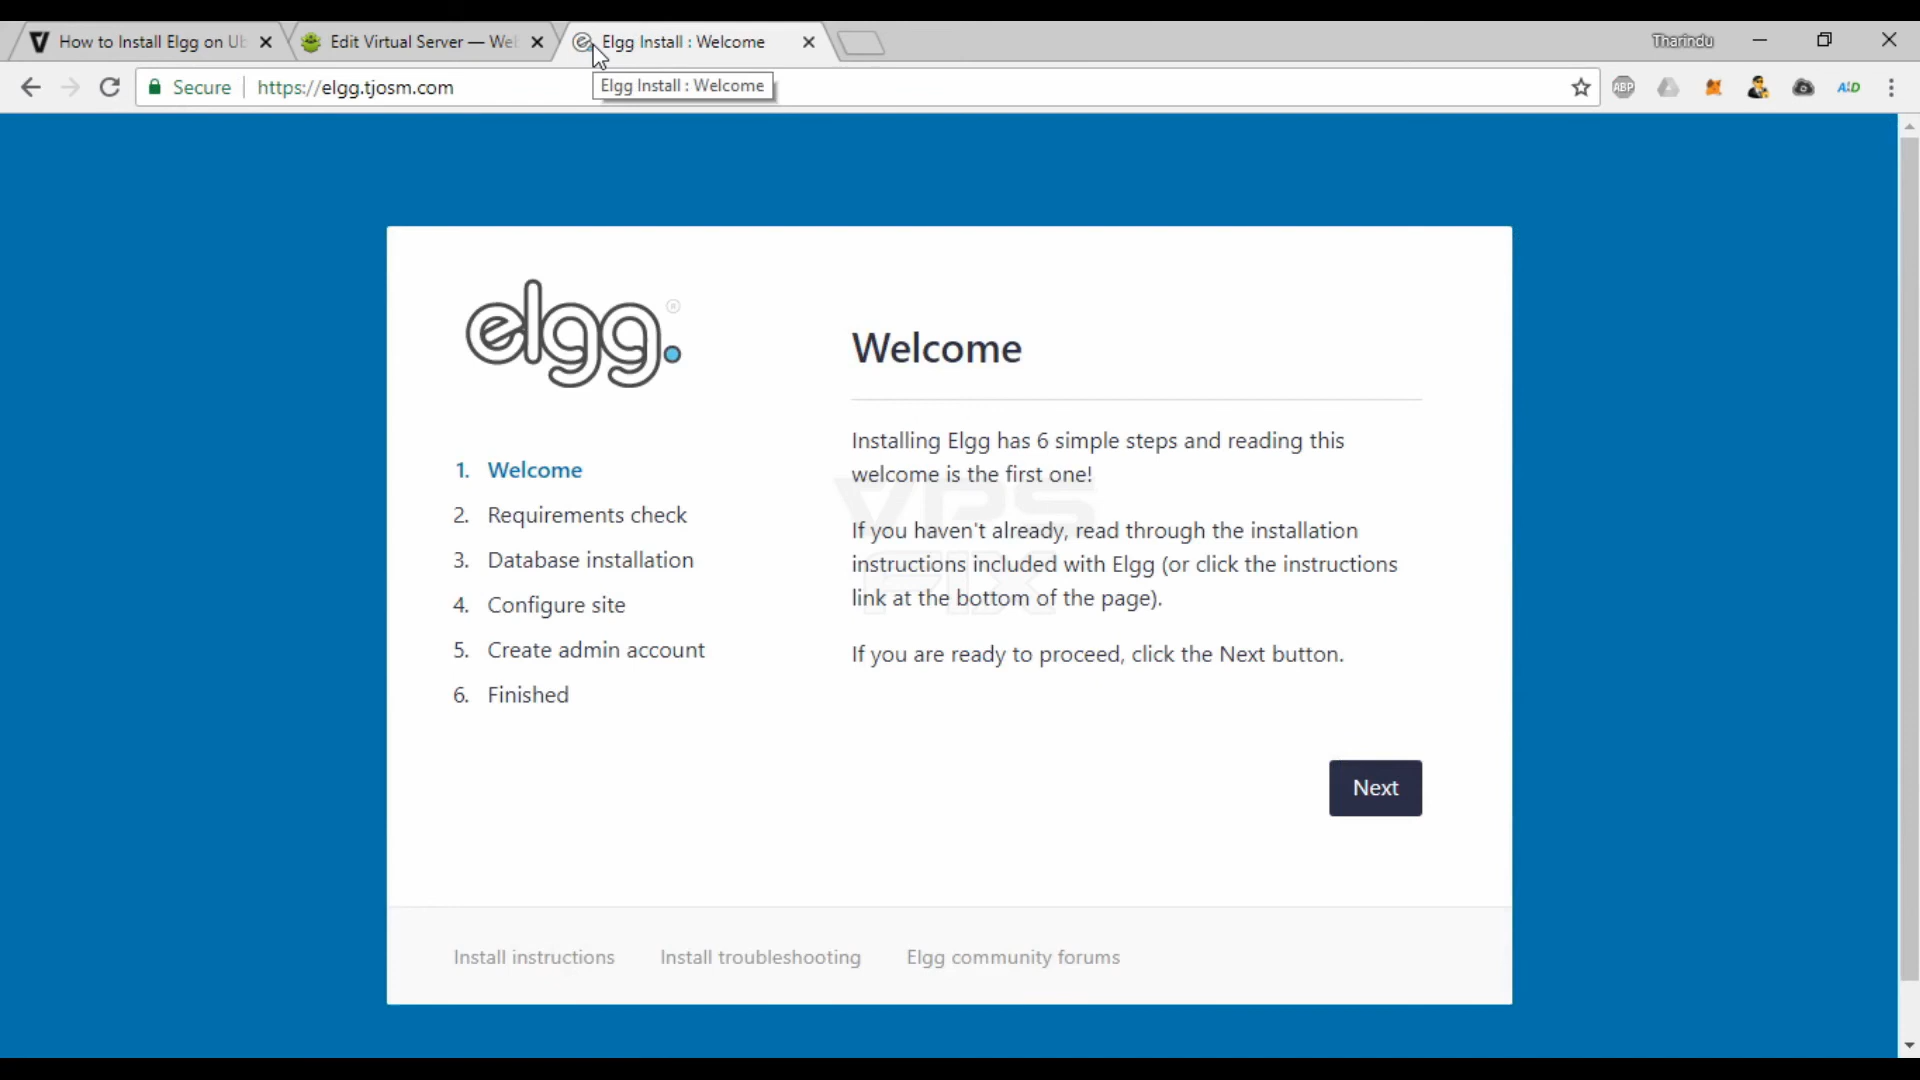 How to Install Elgg on Ub
Edit Virtual Server — Wel
Elgg Install : Welcome
Tharindu
Secure
https://elgg.tjosm.com
Elgg Install : Welcome
ABP
A:D
elgg.®
Welcome
Installing Elgg has 6 simple steps and reading this
welcome is the first one!
If you haven't already, read through the installation
instructions included with Elgg (or click the instructions
link at the bottom of the page).
If you are ready to proceed, click the Next button.
VPS
FIX
1. Welcome
2. Requirements check
3. Database installation
4. Configure site
5. Create admin account
6. Finished
Next
Install instructions
Install troubleshooting
Elgg community forums